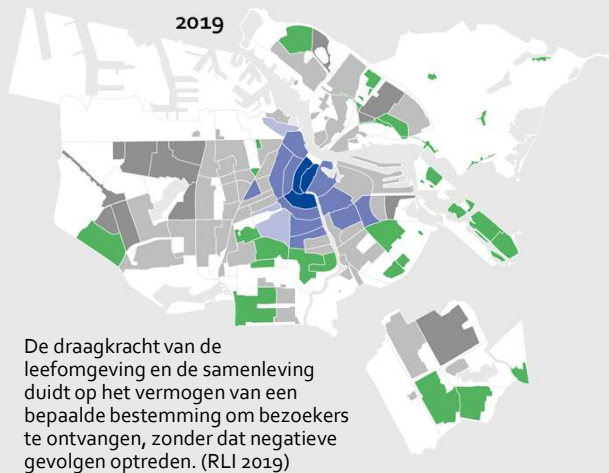 2019
De draagkracht van de
leefomgeving en de samenleving
duidt op het vermogen van een
bepaalde bestemming om bezoekers
te ontvangen, zonder dat negatieve
gevolgen optreden. (RLI 2019)